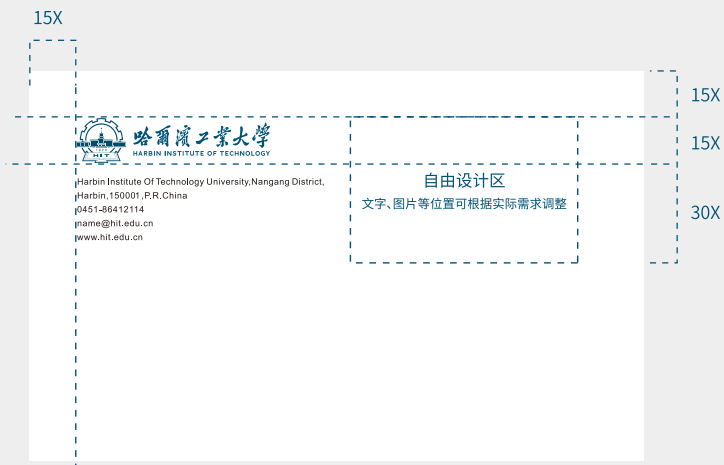 15X
15X
15X
30X
哈爾濱工業大學
HARBIN INSTITUTE OF TECHNOLOGY
HIT
Harbin Institute Of Technology University,Nangang District,
Harbin,150001,P.R.China
0451-86412114
name@hit.edu.cn
www.hit.edu.cn
自由设计区
文字、图片等位置可根据实际需求调整